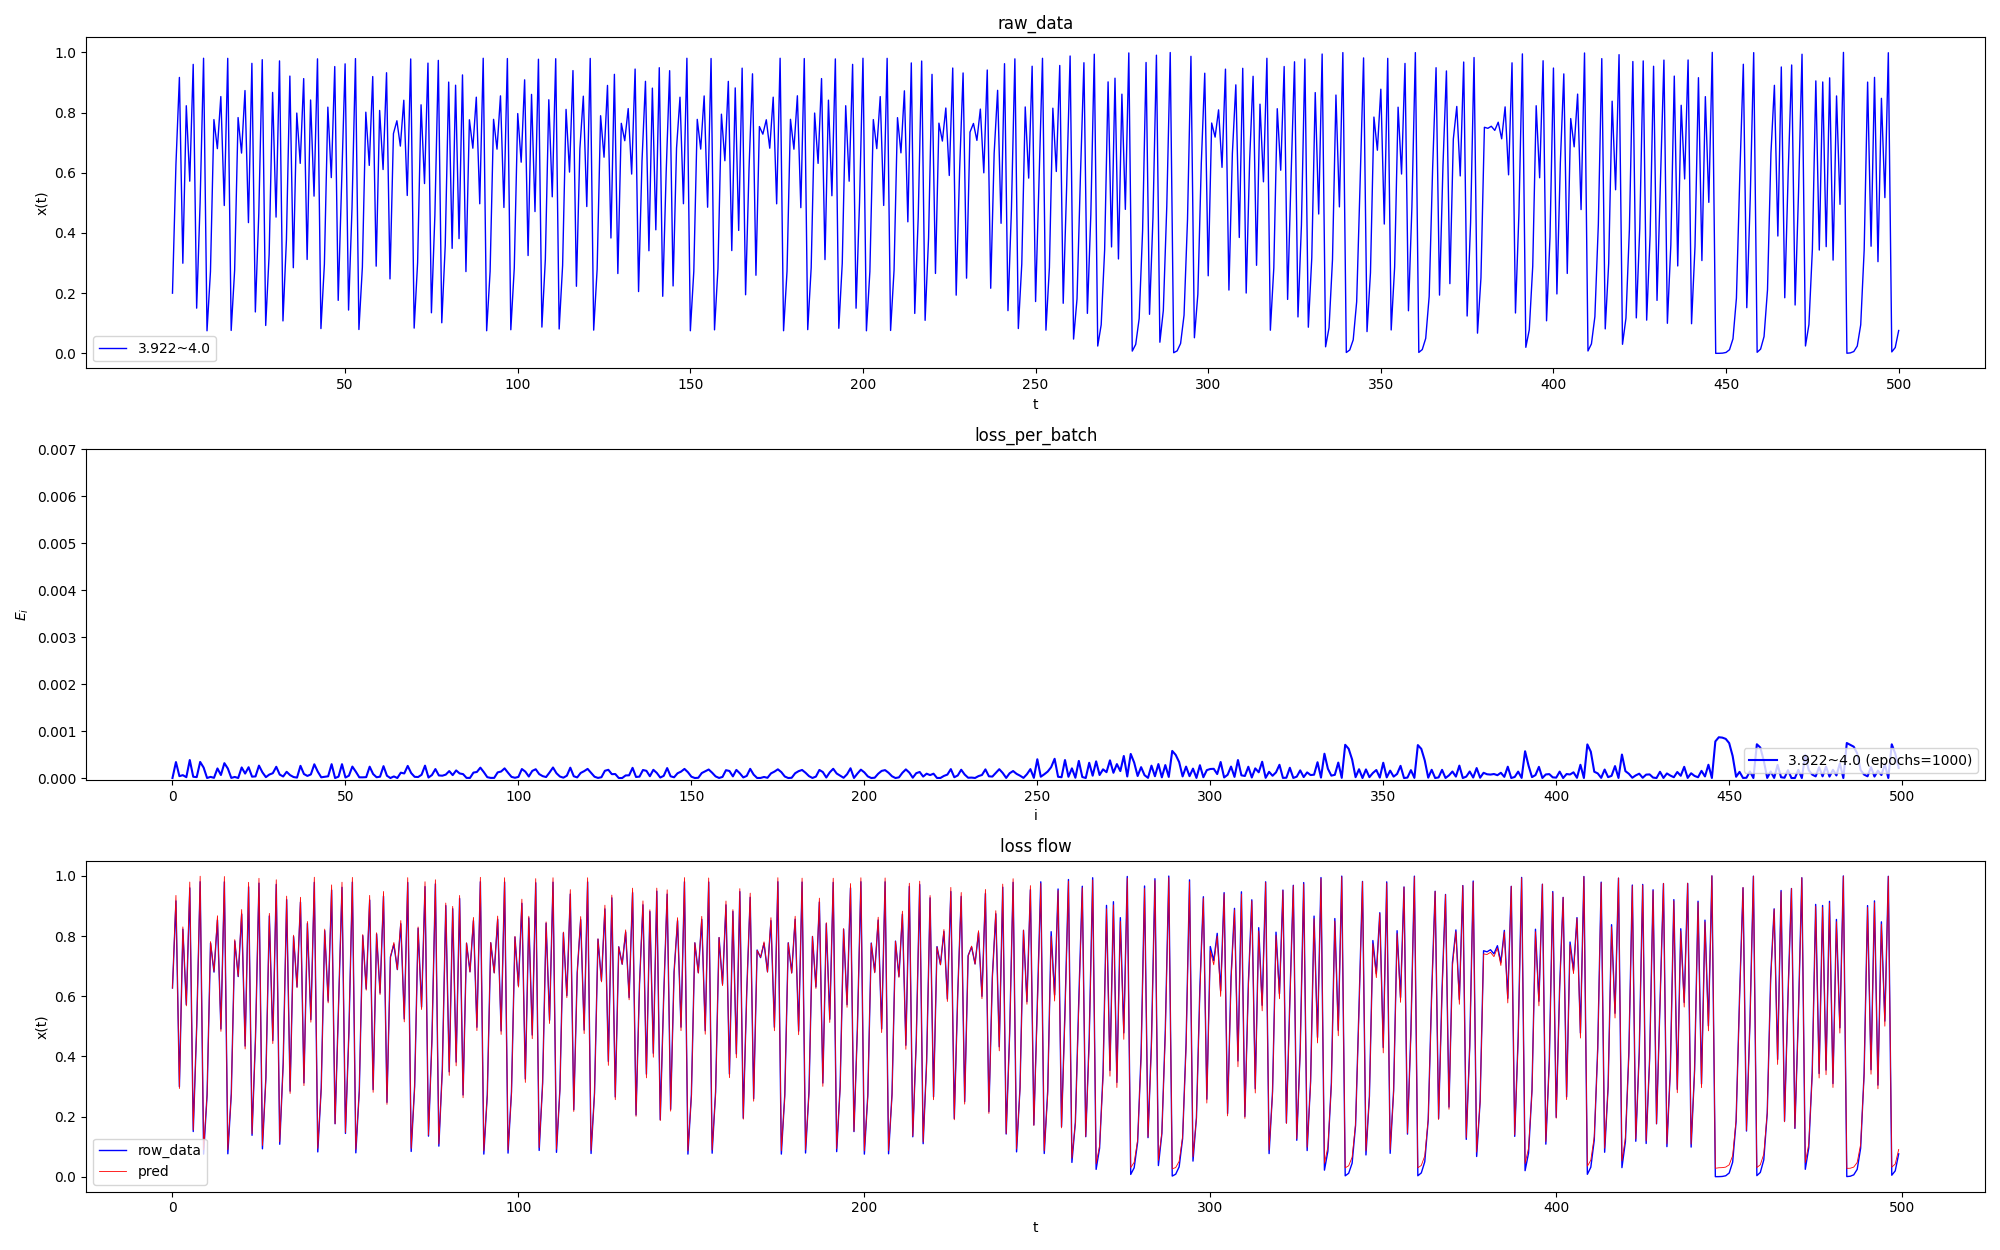 raw_data
1.0
0.8
0.6
0.4
0.2
0.0
x(t)
3.922~4.0
50 100 150 200 250 300 350 400 450 500
t
loss_per_batch
0.007
0.006
0.005
0.004
0.003
0.002
0.001
0.000
E_i
3.922~4.0 (epochs=1000)
0 50 100 150 200 250 300 350 400 450 500
i
loss flow
1.0
0.8
0.6
0.4
0.2
0.0
x(t)
row_data
pred
0 100 200 300 400 500
t